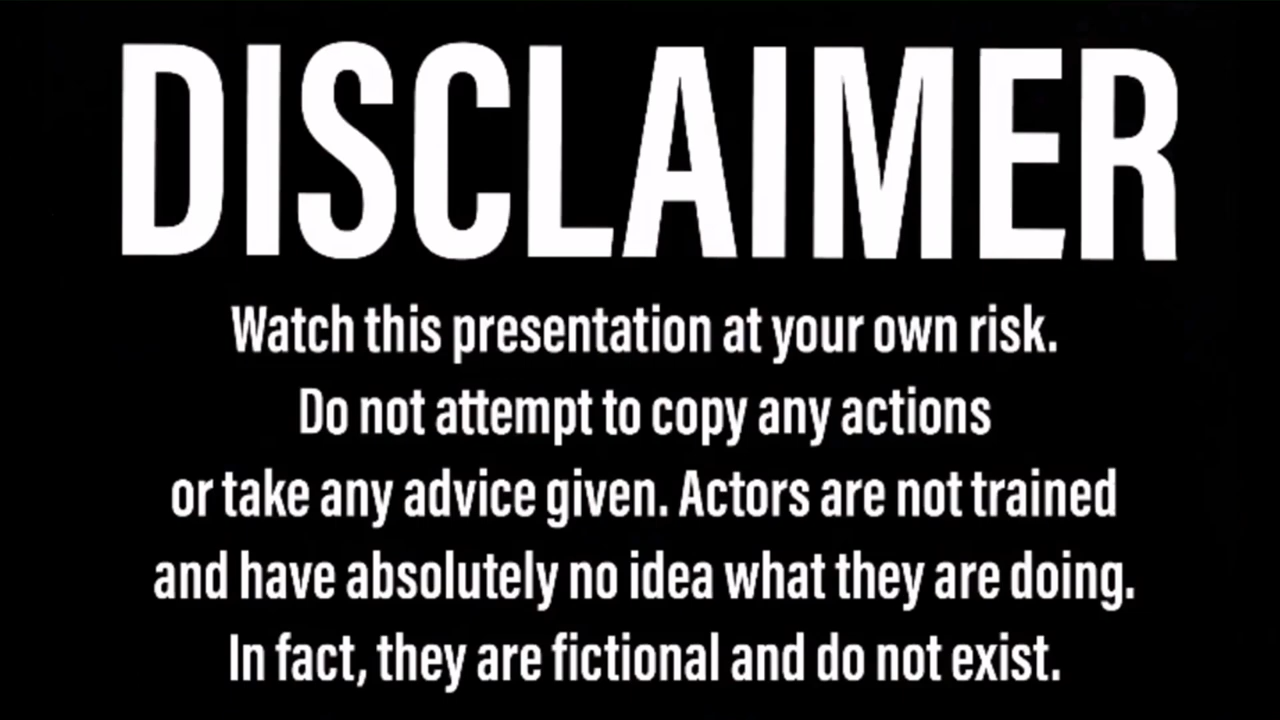 DISCLAIMER
Watch this presentation at your own risk.
Do not attempt to copy any actions
or take any advice given. Actors are not trained
and have absolutely no idea what they are doing.
In fact, they are fictional and do not exist.